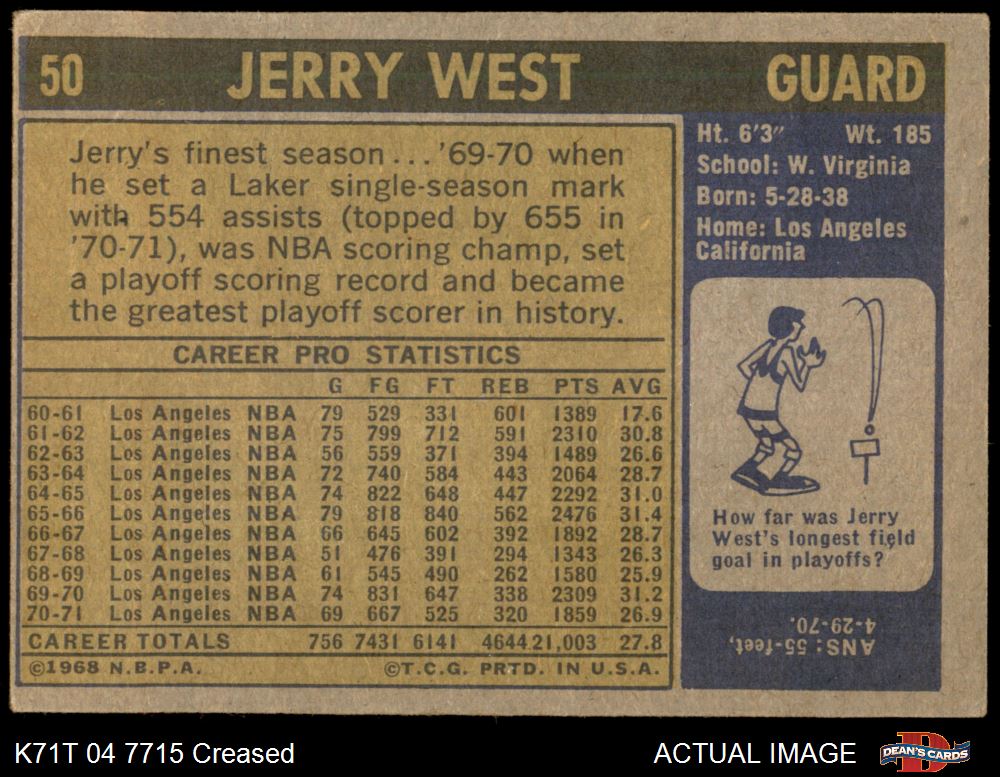 50 JERRY WEST GUARD
Jerry's finest season... '69-70 when
he set a Laker single-season mark
with 554 assists (topped by 655 in
'70-71), was NBA scoring champ, set
a playoff scoring record and became
the greatest playoff scorer in history.
CAREER PRO STATISTICS
G FG FT REB PTS AVG
60-61 Los Angeles NBA 79 529 331 601 1389 17.6
61-62 Los Angeles NBA 75 799 712 591 2310 30.8
62-63 Los Angeles NBA 56 559 371 394 1489 26.6
63-64 Los Angeles NBA 72 740 584 443 2064 28.7
64-65 Los Angeles NBA 74 822 648 447 2292 31.0
65-66 Los Angeles NBA 79 818 840 562 2476 31.4
66-67 Los Angeles NBA 66 645 602 392 1892 28.7
67-68 Los Angeles NBA 51 476 391 294 1343 26.3
68-69 Los Angeles NBA 61 545 490 262 1580 25.9
69-70 Los Angeles NBA 74 831 647 338 2309 31.2
70-71 Los Angeles NBA 69 667 525 320 1859 26.9
CAREER TOTALS 756 7431 6141 4644 21,003 27.8
©1968 N.B.P.A. ©T.C.G. PRTD. IN U.S.A.
Ht. 6'3" Wt. 185
School: W. Virginia
Born: 5-28-38
Home: Los Angeles
California
How far was Jerry
West's longest field
goal in playoffs?
ANS: 55-feet,
4-29-70.
K71T 04 7715 Creased
ACTUAL IMAGE
DEAN'S CARDS